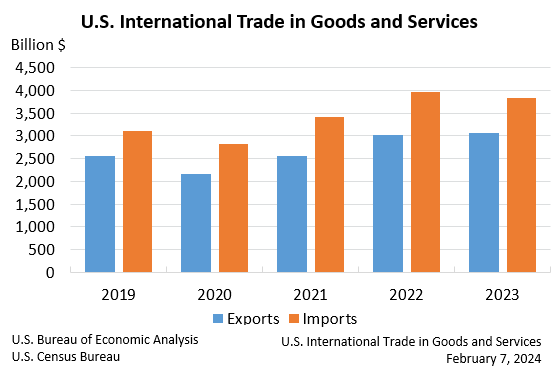 U.S. International Trade in Goods and Services
Billion $
4,500
4,000
3,500
3,000
2,500
2,000
1,500
1,000
500
0
2019 2020 2021 2022 2023
Exports Imports
U.S. Bureau of Economic Analysis
U.S. Census Bureau
U.S. International Trade in Goods and Services
February 7, 2024